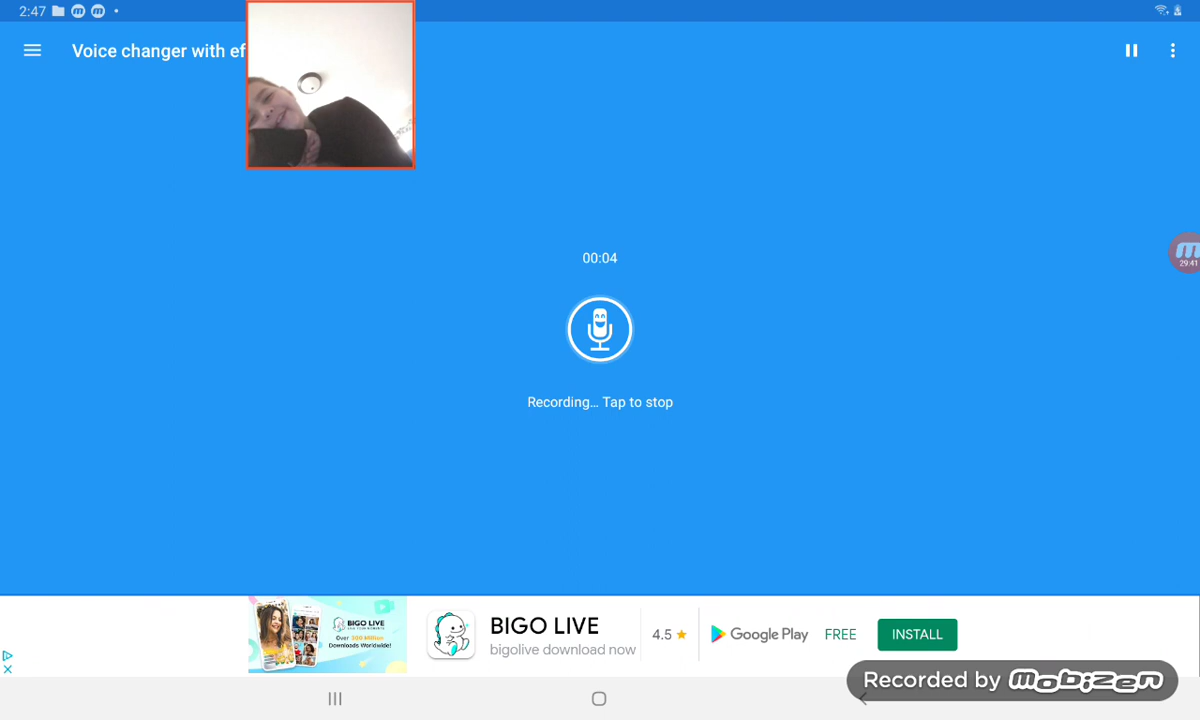 2:47
Voice changer with ef
00:04
29:41
Recording... Tap to stop
BIGO LIVE
Over 300 Million
Downloads Worldwide!
BIGO LIVE
bigolive download now
4.5 ★
Google Play
FREE
INSTALL
Recorded by mobizen